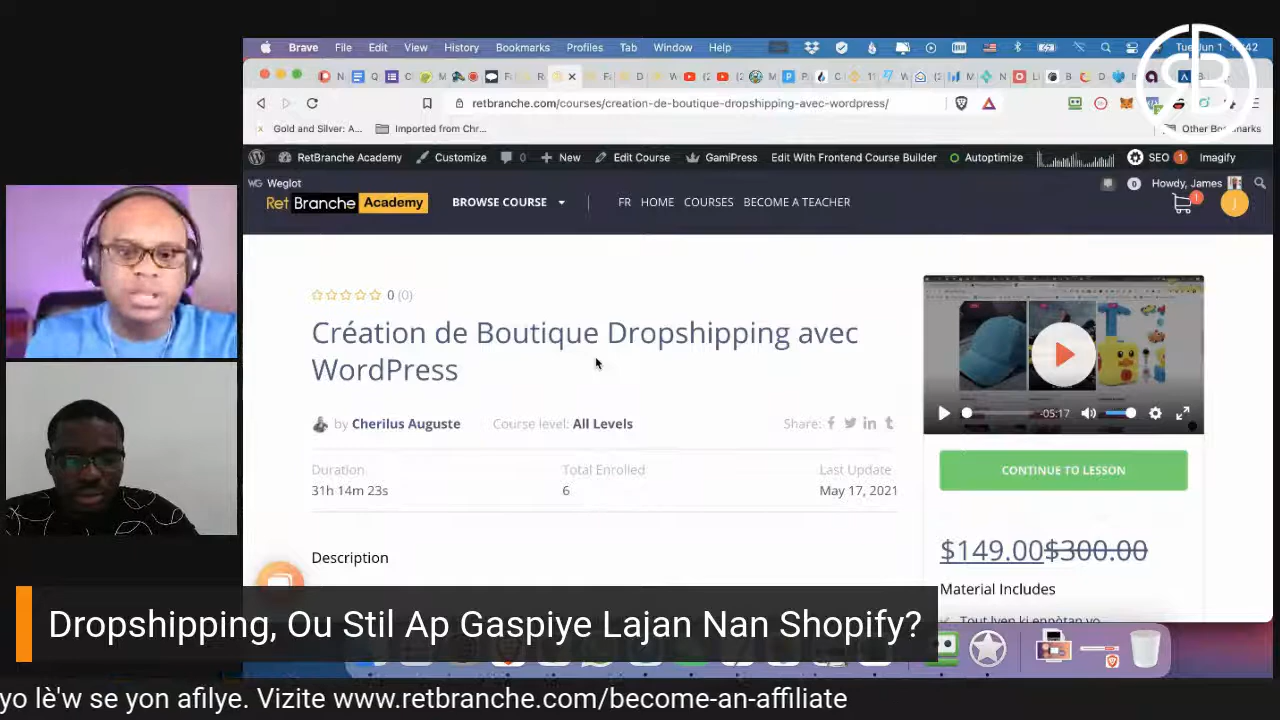 Brave File Edit View History Bookmarks Profiles Tab Window Help
retbranche.com/courses/creation-de-boutique-dropshipping-avec-wordpress/
Gold and Silver: A... Imported from Chr... Other Bookmarks
RetBranche Academy Customize 0 New Edit Course GamiPress Edit With Frontend Course Builder Autoptimize SEO 1 Imagify
Weglot 0 Howdy, James
Ret Branche Academy BROWSE COURSE FR HOME COURSES BECOME A TEACHER 1 J
0 (0)
Création de Boutique Dropshipping avec
WordPress
by Cherilus Auguste Course level: All Levels Share:
Duration Total Enrolled Last Update
31h 14m 23s 6 May 17, 2021
-05:17
CONTINUE TO LESSON
$149.00 $300.00
Description
Material Includes
Dropshipping, Ou Stil Ap Gaspiye Lajan Nan Shopify?
yo lè'w se yon afilye. Vizite www.retbranche.com/become-an-affiliate